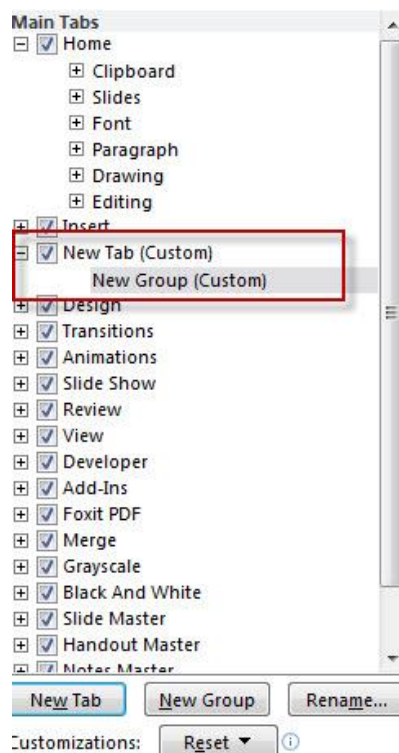 Main Tabs
Home
Clipboard
Slides
Font
Paragraph
Drawing
Editing
Insert
New Tab (Custom)
New Group (Custom)
Design
Transitions
Animations
Slide Show
Review
View
Developer
Add-Ins
Foxit PDF
Merge
Grayscale
Black And White
Slide Master
Handout Master
Notes Master
New Tab New Group Rename...
Customizations: Reset